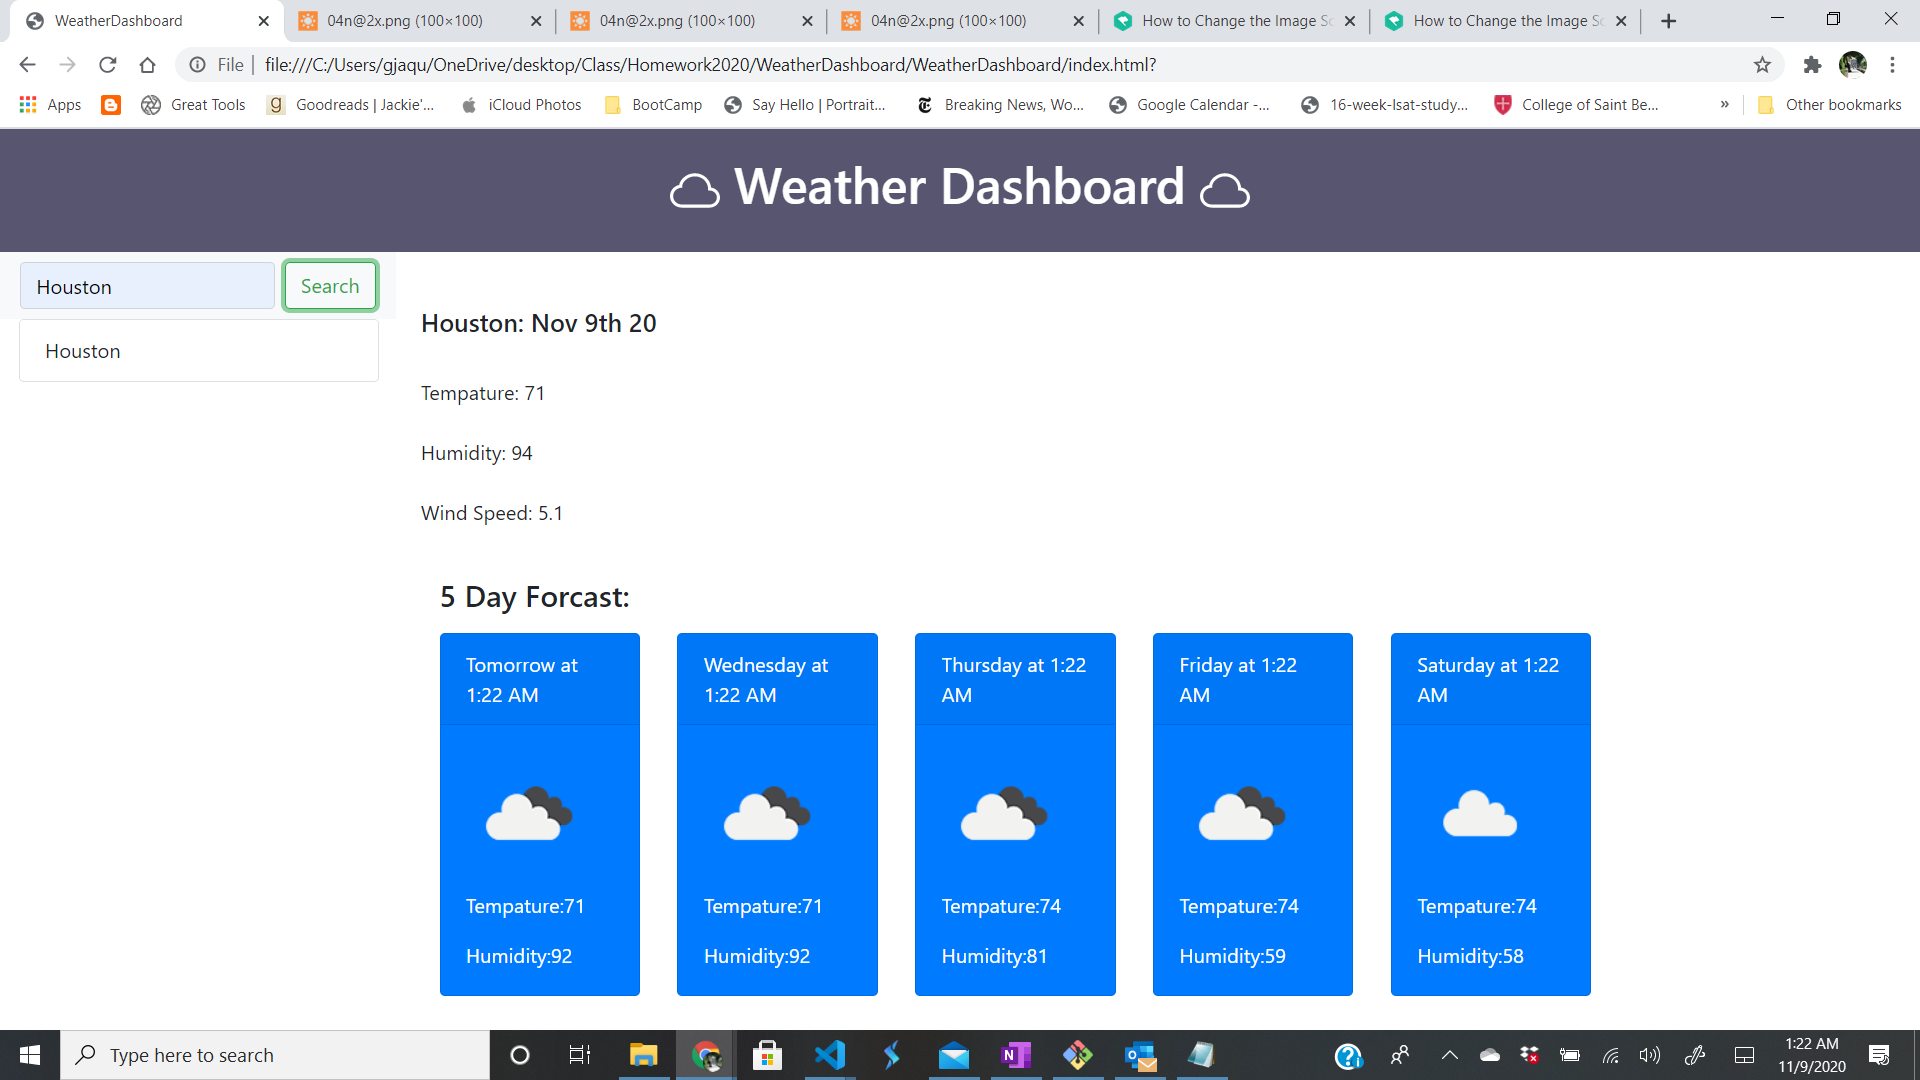 WeatherDashboard
04n@2x.png (100×100)
04n@2x.png (100×100)
04n@2x.png (100×100)
How to Change the Image So
How to Change the Image So
File
file:///C:/Users/gjaqu/OneDrive/desktop/Class/Homework2020/WeatherDashboard/WeatherDashboard/index.html?
Apps
Great Tools
Goodreads | Jackie'...
iCloud Photos
BootCamp
Say Hello | Portrait...
Breaking News, Wo...
Google Calendar -...
16-week-lsat-study...
College of Saint Be...
»
Other bookmarks
Weather Dashboard
Houston
Search
Houston
Houston: Nov 9th 20
Tempature: 71
Humidity: 94
Wind Speed: 5.1
5 Day Forcast:
Tomorrow at
1:22 AM
Tempature:71
Humidity:92
Wednesday at
1:22 AM
Tempature:71
Humidity:92
Thursday at 1:22
AM
Tempature:74
Humidity:81
Friday at 1:22
AM
Tempature:74
Humidity:59
Saturday at 1:22
AM
Tempature:74
Humidity:58
Type here to search
1:22 AM
11/9/2020